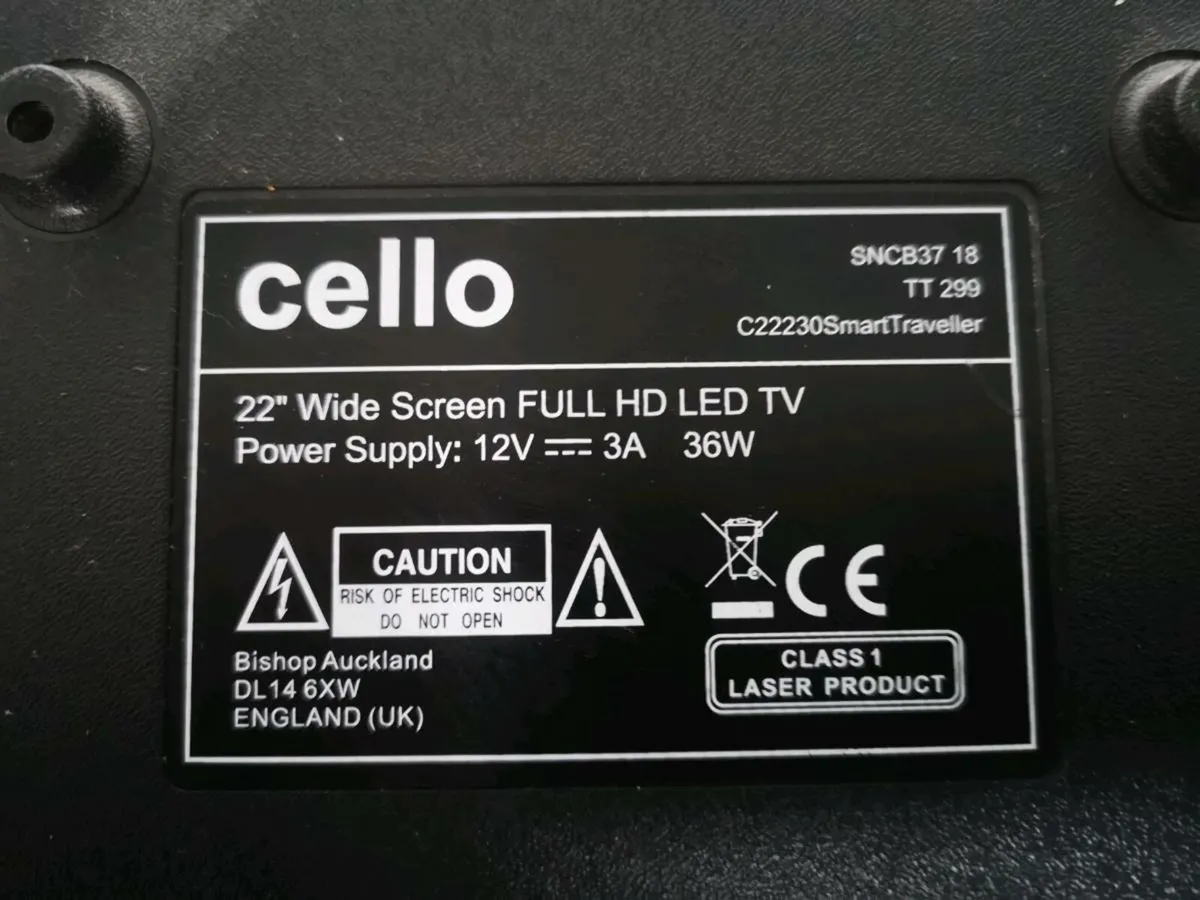 cello
SNCB37 18
TT 299
C22230SmartTraveller
22" Wide Screen FULL HD LED TV
Power Supply: 12V ⎓ 3A 36W
CAUTION
RISK OF ELECTRIC SHOCK
DO NOT OPEN
CE
Bishop Auckland
DL14 6XW
ENGLAND (UK)
CLASS 1
LASER PRODUCT